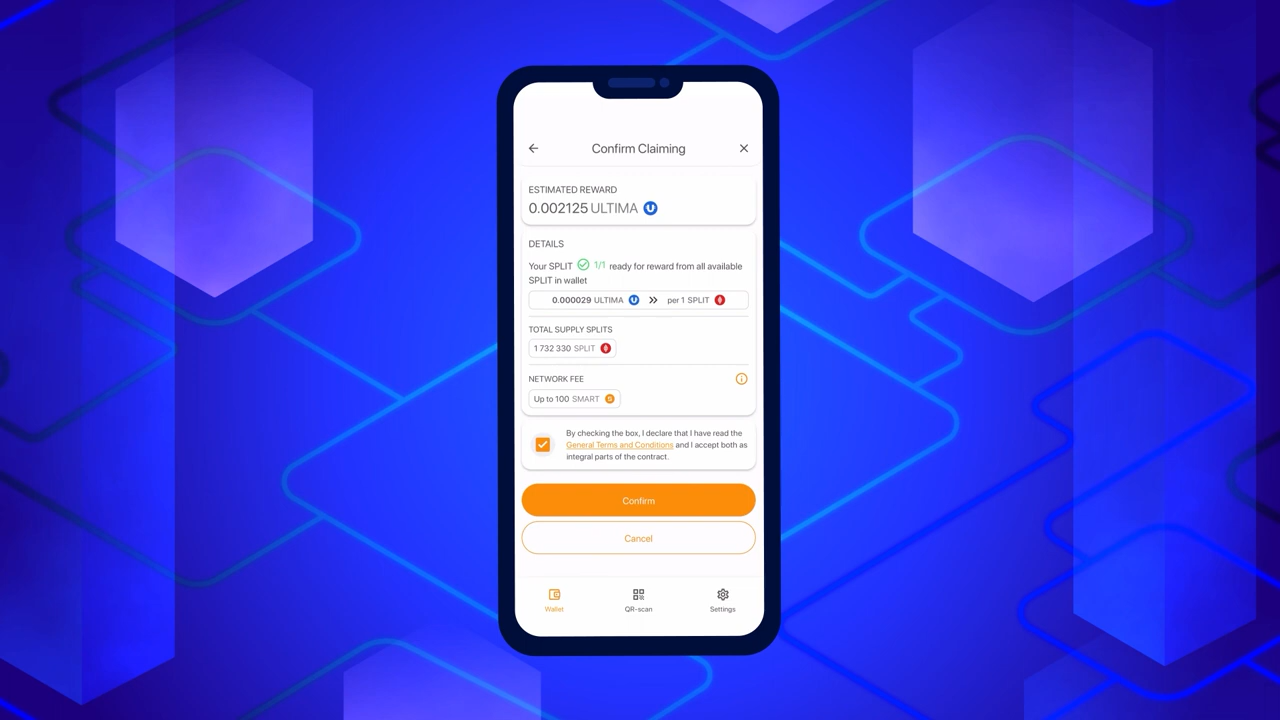 Confirm Claiming
ESTIMATED REWARD
0.002125 ULTIMA
DETAILS
Your SPLIT 1/1 ready for reward from all available
SPLIT in wallet
0.000029 ULTIMA per 1 SPLIT
TOTAL SUPPLY SPLITS
1 732 330 SPLIT
NETWORK FEE
Up to 100 SMART
By checking the box, I declare that I have read the
General Terms and Conditions and I accept both as
integral parts of the contract.
Confirm
Cancel
Wallet QR-scan Settings